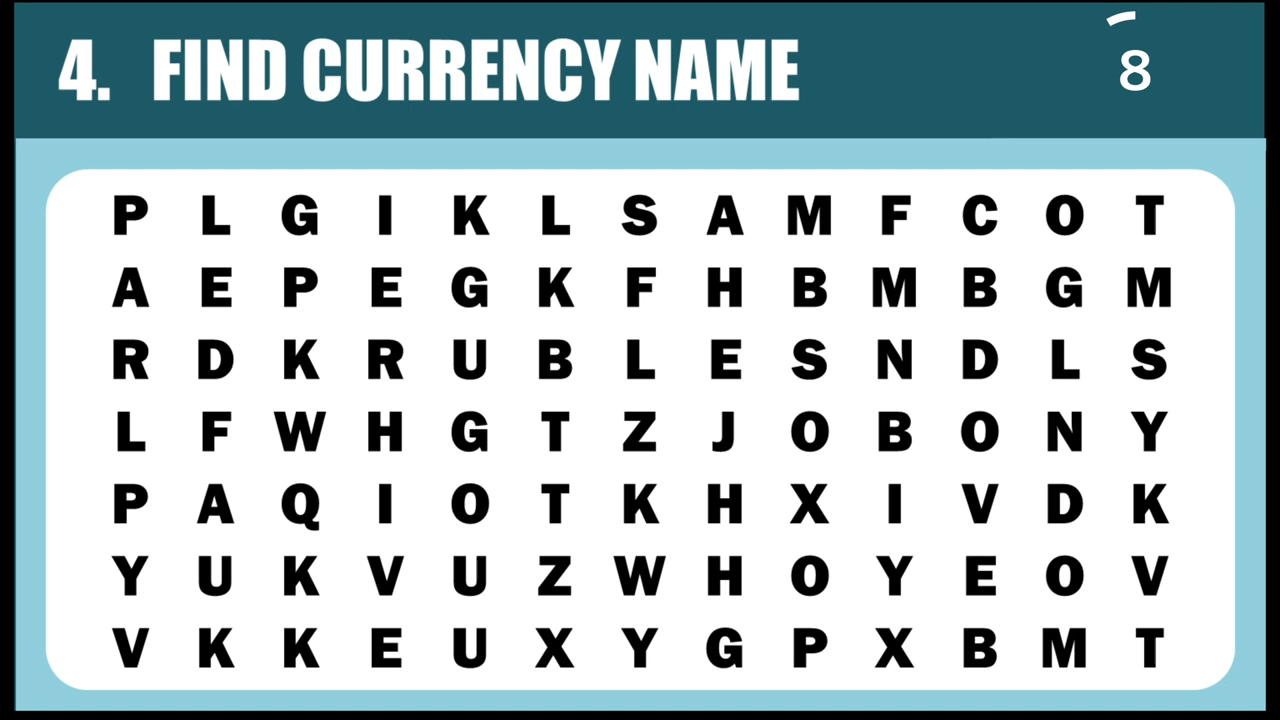 4. FIND CURRENCY NAME
8
P L G I K L S A M F C O T
A E P E G K F H B M B G M
R D K R U B L E S N D L S
L F W H G T Z J O B O N Y
P A Q I O T K H X I V D K
Y U K V U Z W H O Y E O V
V K K E U X Y G P X B M T